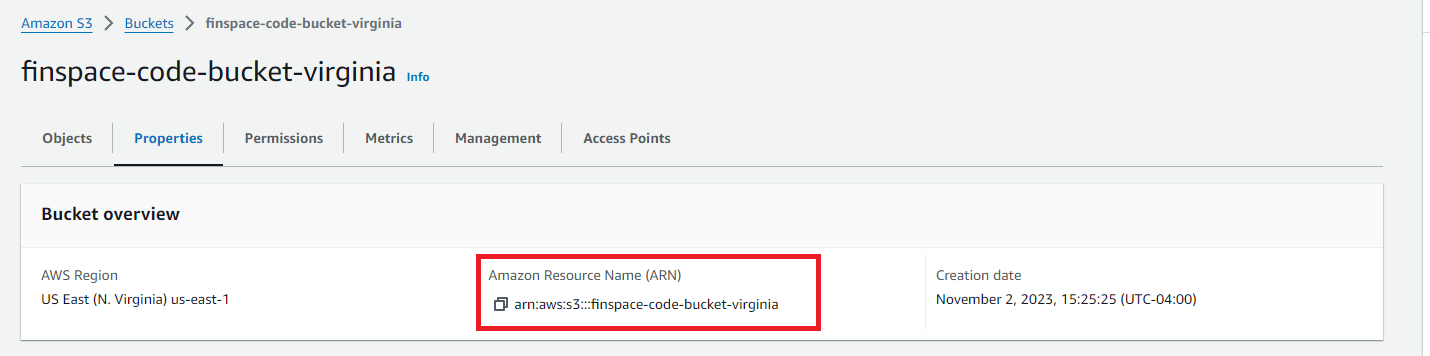 Amazon S3 > Buckets > finspace-code-bucket-virginia
finspace-code-bucket-virginia Info
Objects Properties Permissions Metrics Management Access Points
Bucket overview
AWS Region
US East (N. Virginia) us-east-1
Amazon Resource Name (ARN)
arn:aws:s3:::finspace-code-bucket-virginia
Creation date
November 2, 2023, 15:25:25 (UTC-04:00)